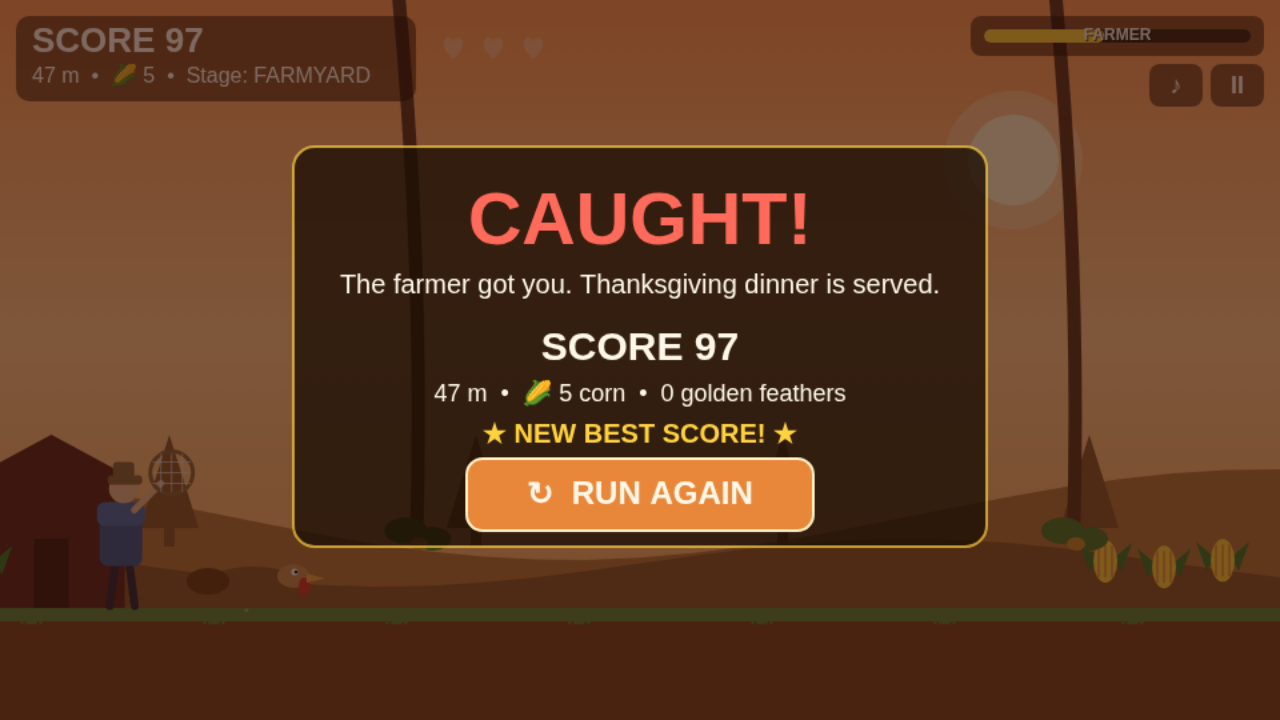 SCORE 97
47 m • 🌽 5 • Stage: FARMYARD
FARMER
♪
CAUGHT!
The farmer got you. Thanksgiving dinner is served.
SCORE 97
47 m • 🌽 5 corn • 0 golden feathers
★ NEW BEST SCORE! ★
↻ RUN AGAIN